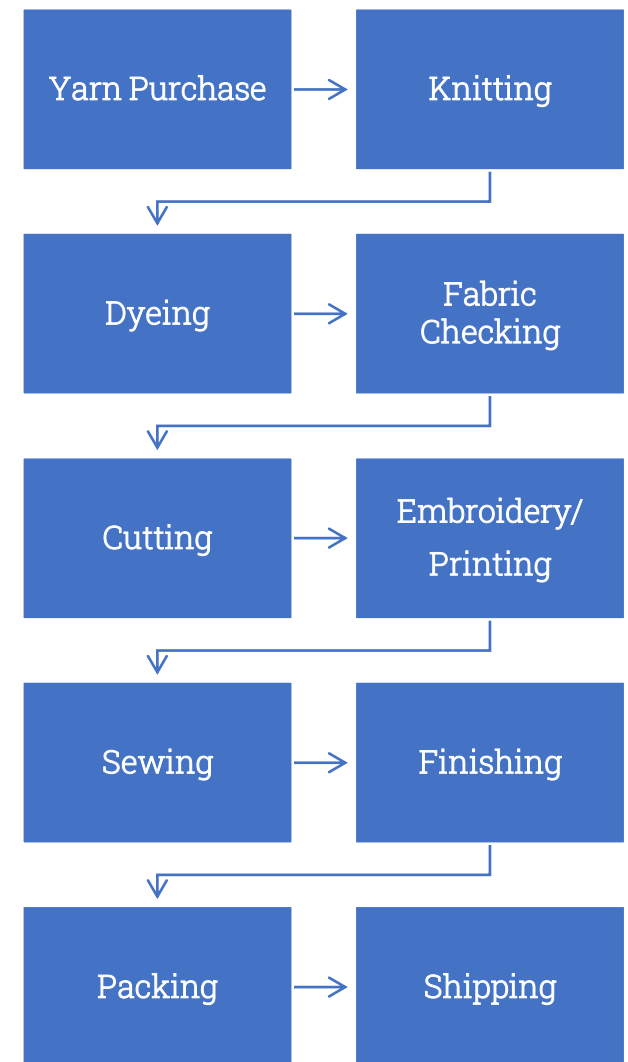 Yarn Purchase
Knitting
Dyeing
Fabric
Checking
Cutting
Embroidery/
Printing
Sewing
Finishing
Packing
Shipping